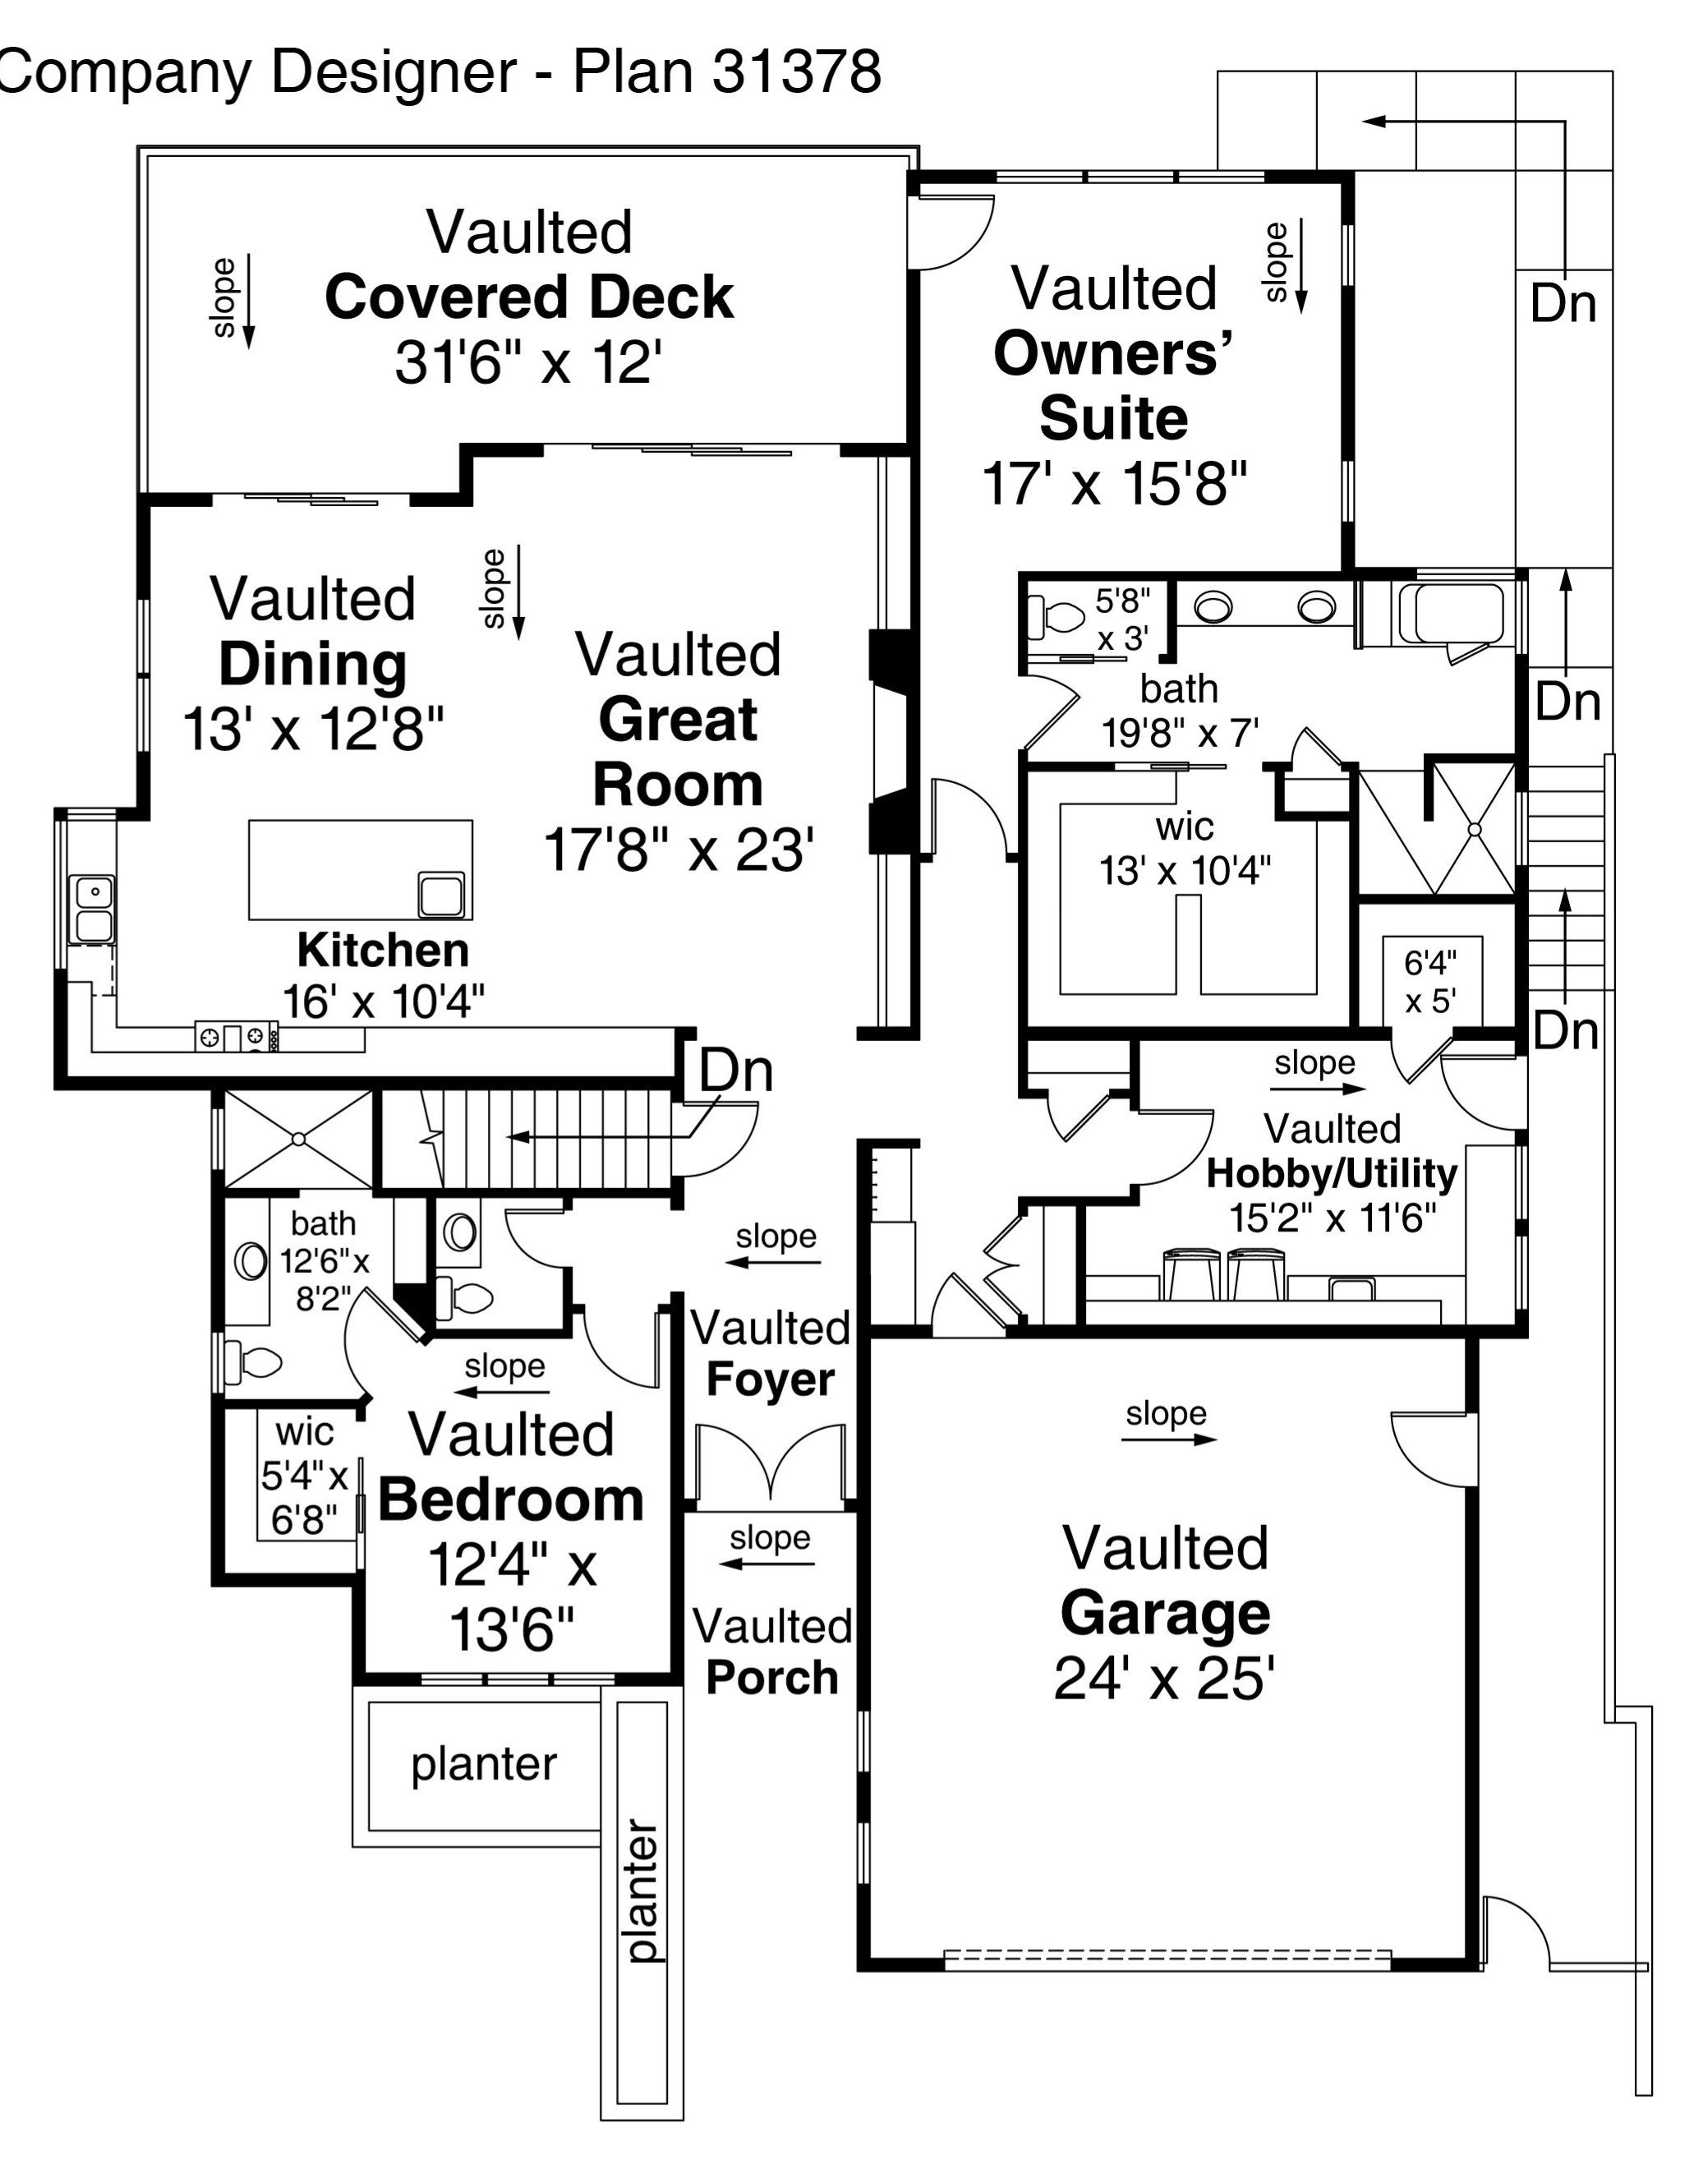 Company Designer - Plan 31378
Vaulted
Covered Deck
31'6" x 12'
slope
Vaulted
Owners’
Suite
17' x 15'8"
slope
Dn
Vaulted
Dining
13' x 12'8"
slope
Vaulted
Great
Room
17'8" x 23'
5'8"
x 3'
bath
19'8" x 7'
Dn
wic
13' x 10'4"
Kitchen
16' x 10'4"
6'4"
x 5'
Dn
Dn
slope
Vaulted
Hobby/Utility
15'2" x 11'6"
bath
12'6"x
8'2"
slope
Vaulted
Foyer
slope
wic
5'4"x
6'8"
Vaulted
Bedroom
12'4" x
13'6"
slope
Vaulted
Porch
slope
Vaulted
Garage
24' x 25'
planter
planter